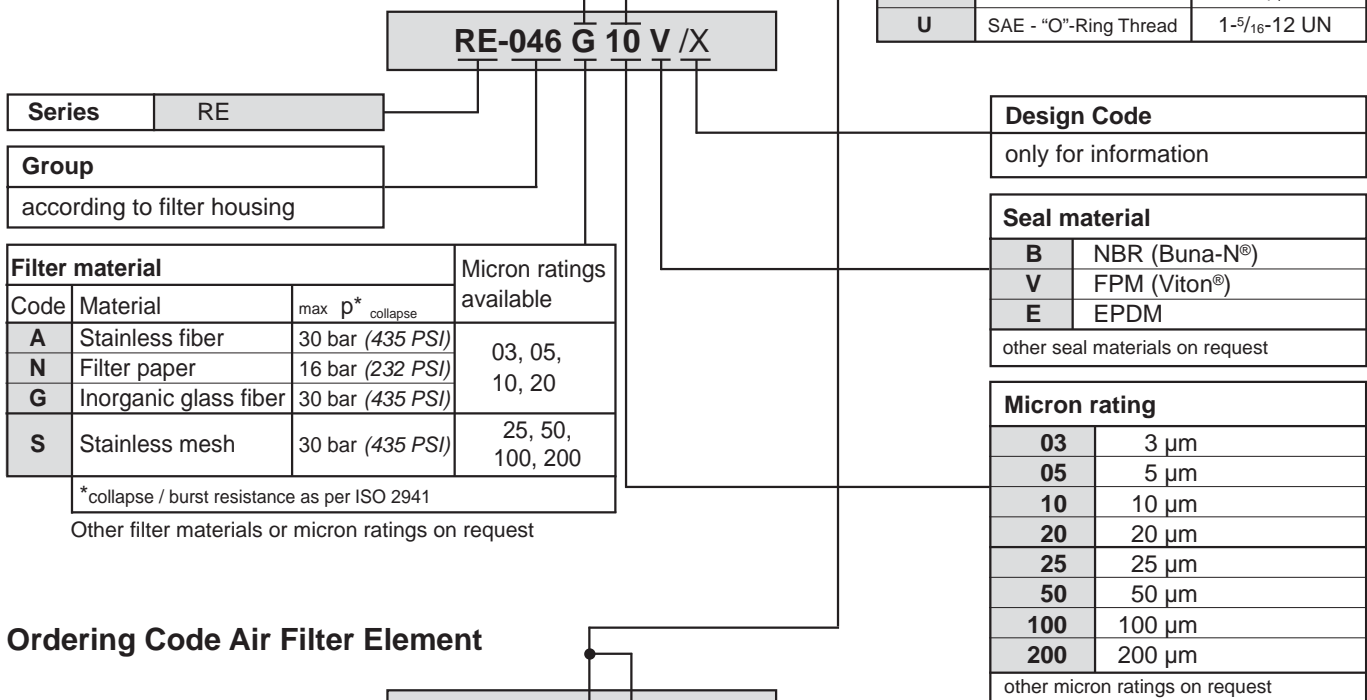 U SAE - “O”-Ring Thread 1-5/16-12 UN
RE-046 G 10 V /X
Series RE
Group
according to filter housing
Filter material Micron ratings available
Code Material max p* collapse
A Stainless fiber 30 bar (435 PSI)
N Filter paper 16 bar (232 PSI)
G Inorganic glass fiber 30 bar (435 PSI)
03, 05,
10, 20
S Stainless mesh 30 bar (435 PSI)
25, 50,
100, 200
*collapse / burst resistance as per ISO 2941
Other filter materials or micron ratings on request
Design Code
only for information
Seal material
B NBR (Buna-N®)
V FPM (Viton®)
E EPDM
other seal materials on request
Micron rating
03 3 µm
05 5 µm
10 10 µm
20 20 µm
25 25 µm
50 50 µm
100 100 µm
200 200 µm
other micron ratings on request
Ordering Code Air Filter Element